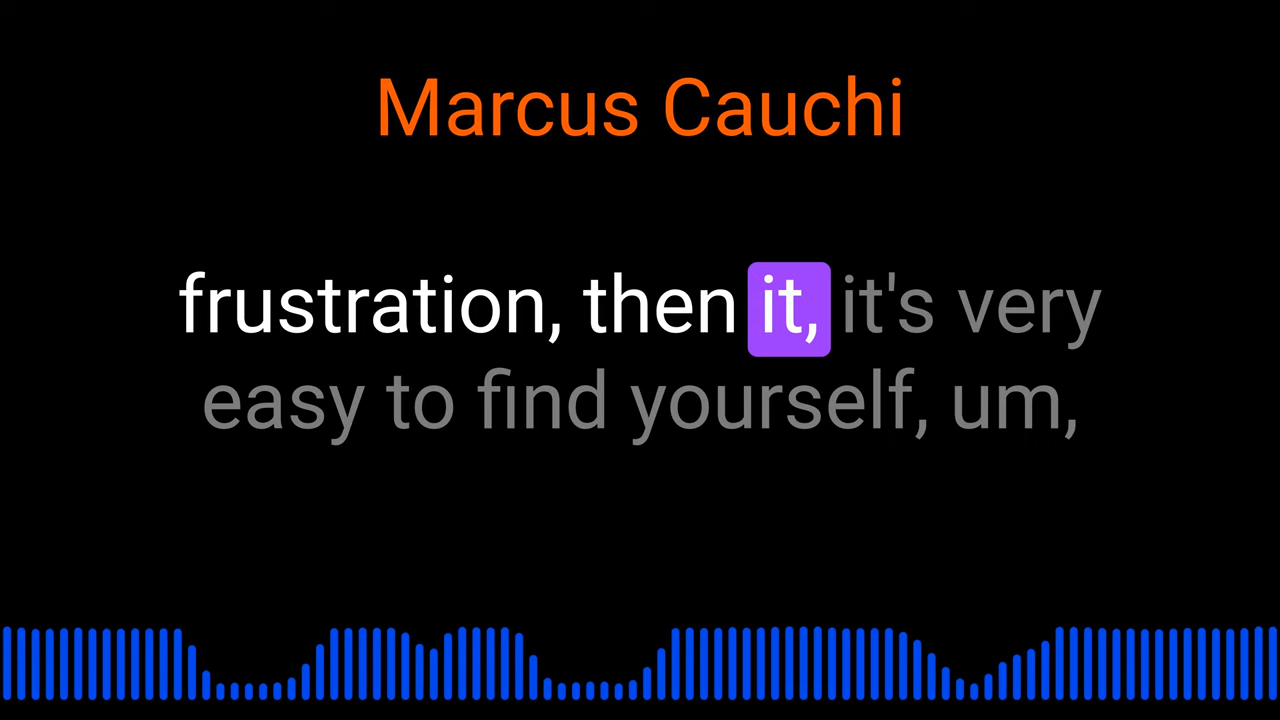 Marcus Cauchi
frustration, then it, it's very
easy to find yourself, um,